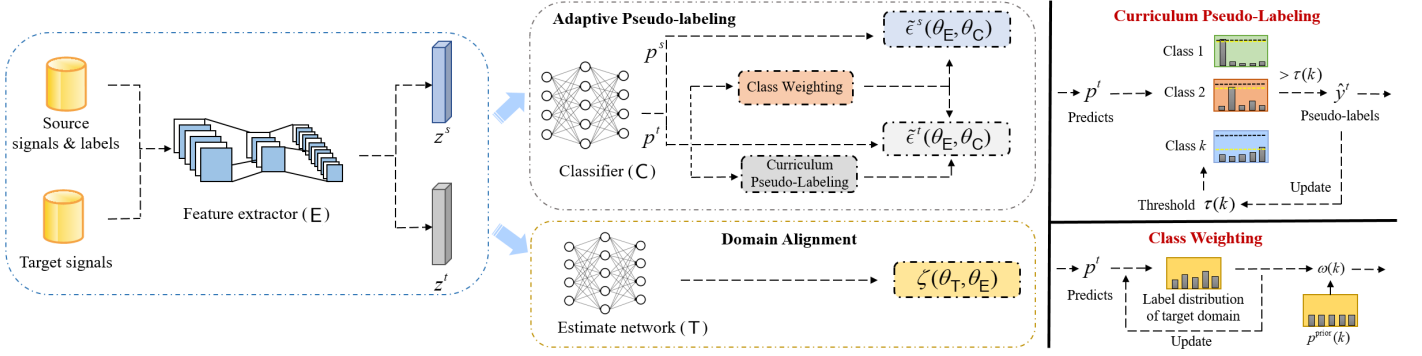 Source
signals & labels
Target signals
Feature extractor (E)
z^s
z^t
Adaptive Pseudo-labeling
p^s
p^t
Classifier (C)
Class Weighting
Curriculum
Pseudo-Labeling
ε̃^s(θ_E, θ_C)
ε̃^t(θ_E, θ_C)
Domain Alignment
Estimate network (T)
ζ(θ_T, θ_E)
Curriculum Pseudo-Labeling
Class 1
Class 2
Class k
p^t
Predicts
> τ(k)
ŷ^t
Pseudo-labels
Update
Threshold τ(k)
Class Weighting
p^t
Predicts
Label distribution
of target domain
Update
ω(k)
p^prior(k)